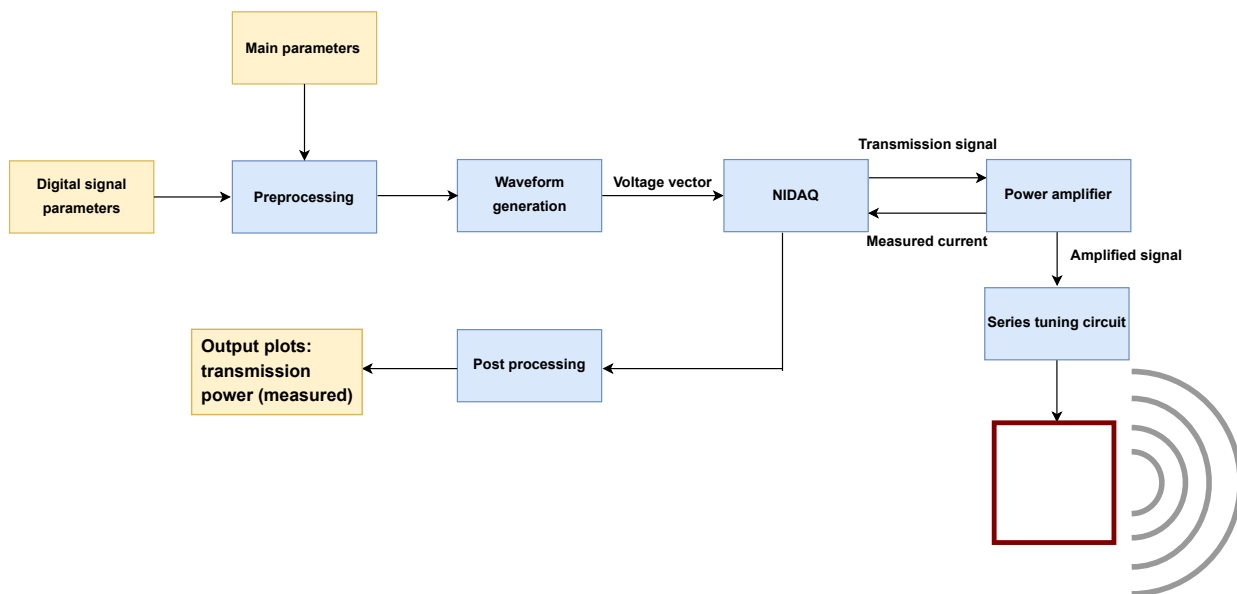 Main parameters
Digital signal
parameters
Preprocessing
Waveform
generation
Voltage vector
NIDAQ
Transmission signal
Measured current
Power amplifier
Amplified signal
Series tuning circuit
Post processing
Output plots:
transmission
power (measured)